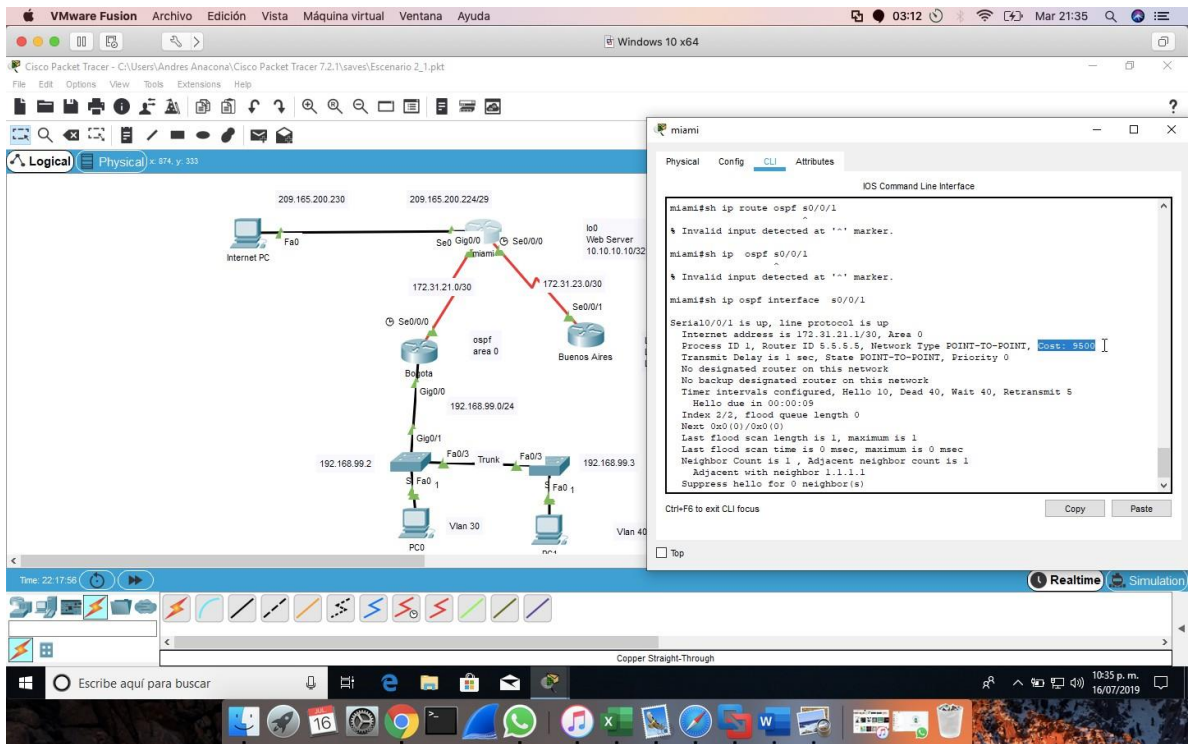 VMware Fusion Archivo Edición Vista Máquina virtual Ventana Ayuda 03:12 Mar 21:35
Windows 10 x64
Cisco Packet Tracer - C:\Users\Andres Anacona\Cisco Packet Tracer 7.2.1\saves\Escenario 2_1.pkt
File Edit Options View Tools Extensions Help
?
Logical Physical x: 874, y: 333
209.165.200.230 209.165.200.224/29
lo0
Web Server
10.10.10.10/32
Fa0
Se0 Gig0/0 Se0/0/0
miami
Internet PC
172.31.21.0/30 172.31.23.0/30
Se0/0/1
Se0/0/0
ospf
area 0
Bogota
Buenos Aires
Gig0/0
192.168.99.0/24
Gig0/1
Fa0/3 Trunk Fa0/3
192.168.99.2 192.168.99.3
S Fa0 1
S Fa0 1
Vlan 30 Vlan 40
PC0 PC1
miami
Physical Config CLI Attributes
IOS Command Line Interface
miami#sh ip route ospf s0/0/1
^
% Invalid input detected at '^' marker.
miami#sh ip  ospf s0/0/1
^
% Invalid input detected at '^' marker.
miami#sh ip ospf interface  s0/0/1
Serial0/0/1 is up, line protocol is up
Internet address is 172.31.21.1/30, Area 0
Process ID 1, Router ID 5.5.5.5, Network Type POINT-TO-POINT, Cost: 9500
Transmit Delay is 1 sec, State POINT-TO-POINT, Priority 0
No designated router on this network
No backup designated router on this network
Timer intervals configured, Hello 10, Dead 40, Wait 40, Retransmit 5
Hello due in 00:00:09
Index 2/2, flood queue length 0
Next 0x0(0)/0x0(0)
Last flood scan length is 1, maximum is 1
Last flood scan time is 0 msec, maximum is 0 msec
Neighbor Count is 1 , Adjacent neighbor count is 1
Adjacent with neighbor 1.1.1.1
Suppress hello for 0 neighbor(s)
Ctrl+F6 to exit CLI focus Copy Paste
Top
Time: 22:17:56 Realtime Simulation
Copper Straight-Through
Escribe aquí para buscar
10:35 p. m.
16/07/2019
JUL
16